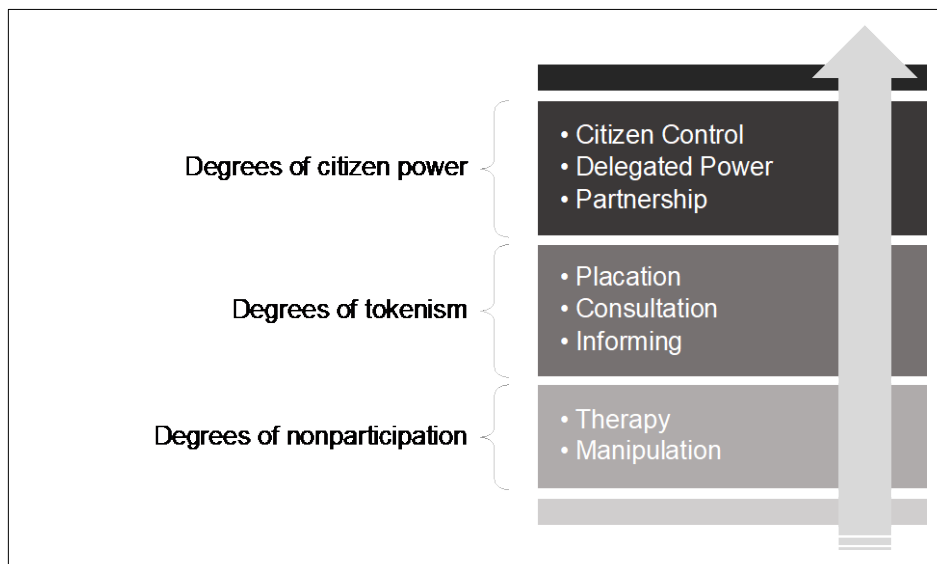 Degrees of citizen power
• Citizen Control
• Delegated Power
• Partnership
Degrees of tokenism
• Placation
• Consultation
• Informing
Degrees of nonparticipation
• Therapy
• Manipulation